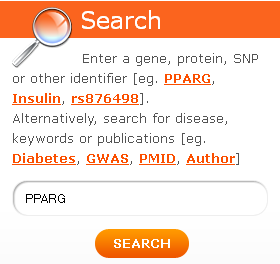 Search
Enter a gene, protein, SNP
or other identifier [eg. PPARG,
Insulin, rs876498].
Alternatively, search for disease,
keywords or publications [eg.
Diabetes, GWAS, PMID, Author]
PPARG
SEARCH